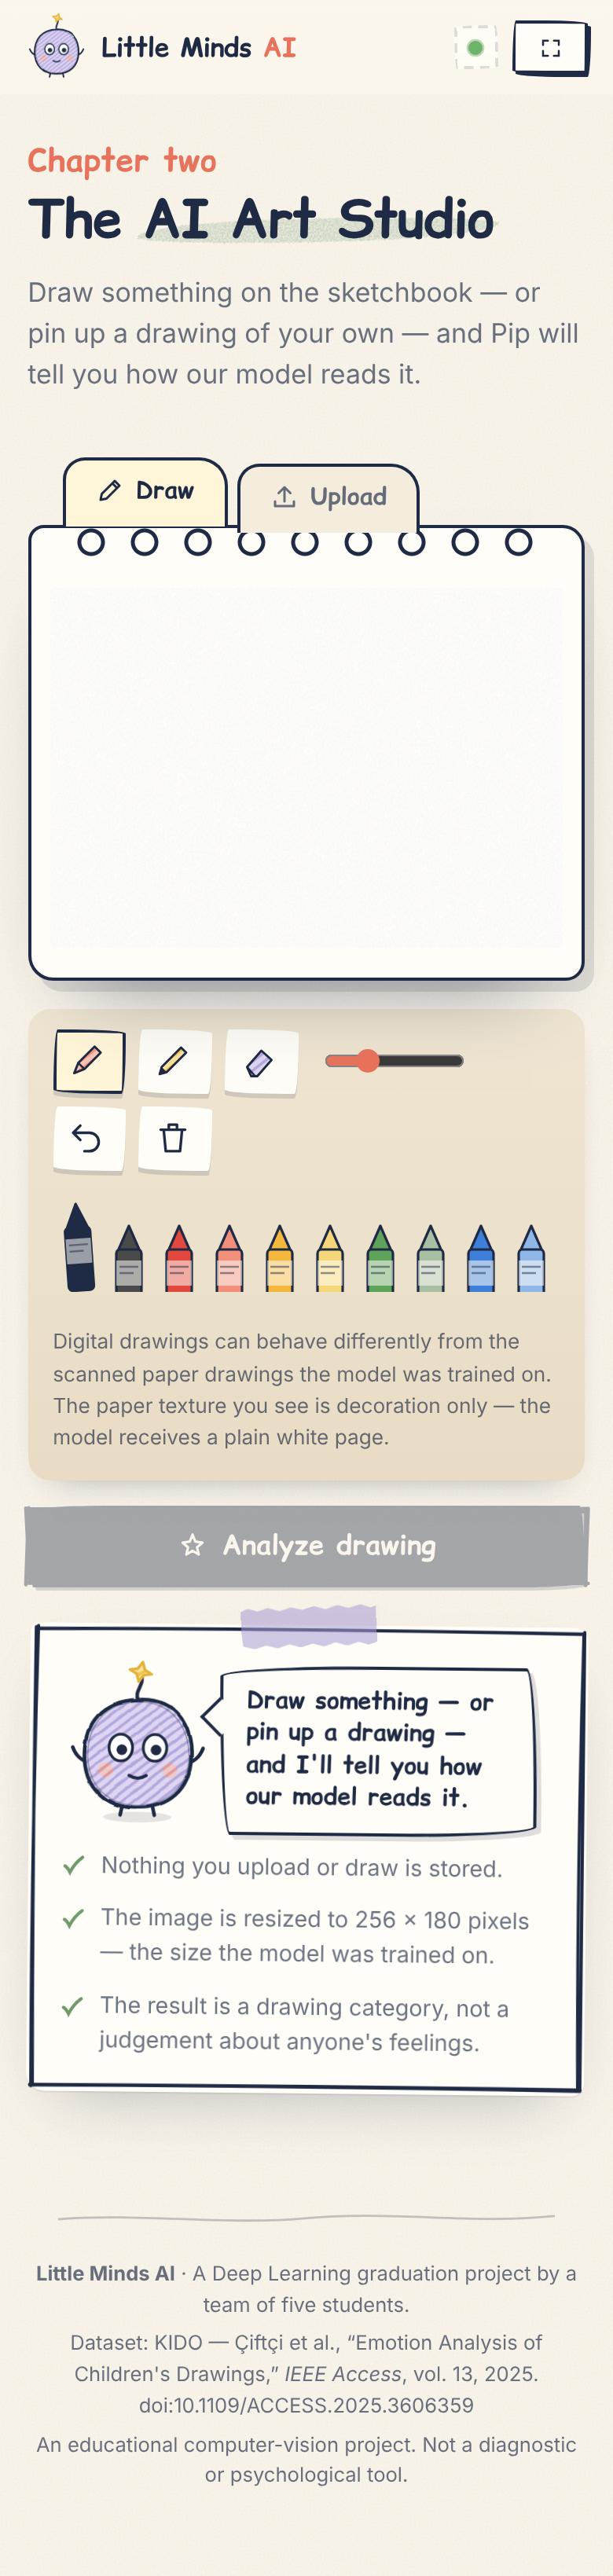 Little Minds AI
Chapter two
The AI Art Studio
Draw something on the sketchbook — or
pin up a drawing of your own — and Pip will
tell you how our model reads it.
Draw
Upload
Digital drawings can behave differently from the
scanned paper drawings the model was trained on.
The paper texture you see is decoration only — the
model receives a plain white page.
Analyze drawing
Draw something — or
pin up a drawing —
and I'll tell you how
our model reads it.
Nothing you upload or draw is stored.
The image is resized to 256 × 180 pixels
— the size the model was trained on.
The result is a drawing category, not a
judgement about anyone's feelings.
Little Minds AI · A Deep Learning graduation project by a
team of five students.
Dataset: KIDO — Çiftçi et al., “Emotion Analysis of
Children's Drawings,” IEEE Access, vol. 13, 2025.
doi:10.1109/ACCESS.2025.3606359
An educational computer-vision project. Not a diagnostic
or psychological tool.